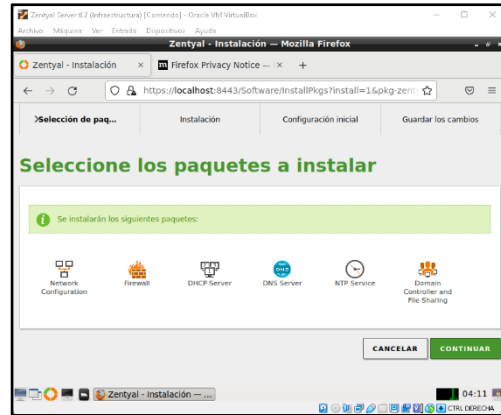 Zentyal Server 6.2 (Infraestructura) [Corriendo] - Oracle VM VirtualBox
Archivo Máquina Ver Entrada Dispositivos Ayuda
Zentyal - Instalación — Mozilla Firefox
Zentyal - Instalación
Firefox Privacy Notice —
https://localhost:8443/Software/InstallPkgs?install=1&pkg-zent
Selección de paq...
Instalación
Configuración inicial
Guardar los cambios
Seleccione los paquetes a instalar
Se instalarán los siguientes paquetes:
Network Configuration
Firewall
DHCP Server
DNS
DNS Server
NTP Service
Domain Controller and File Sharing
CANCELAR
CONTINUAR
Zentyal - Instalación — ...
04:11
CTRL DERECHA